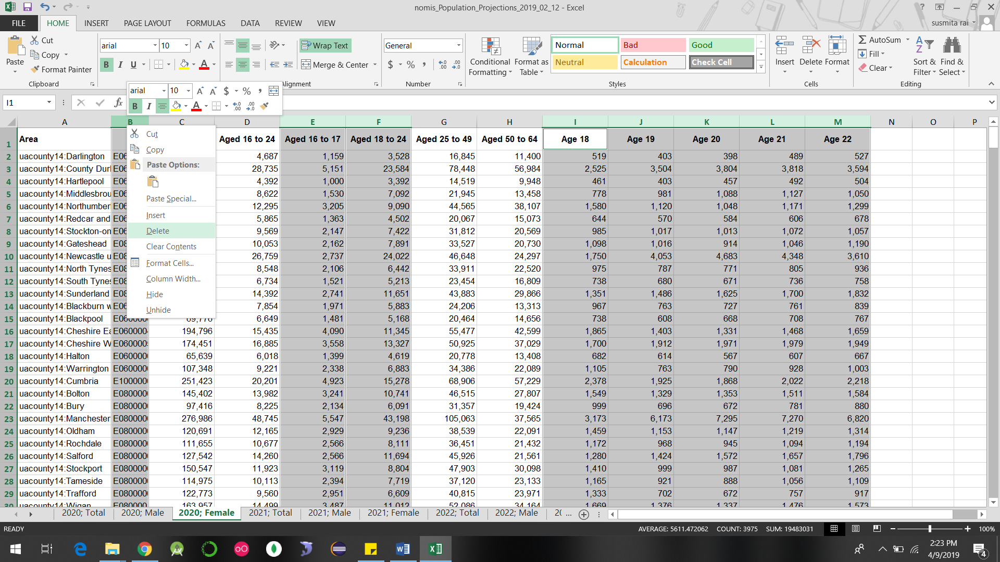 nomis_Population_Projections_2019_02_12 - Excel
FILE HOME INSERT PAGE LAYOUT FORMULAS DATA REVIEW VIEW susmita rai
Paste Cut Copy Format Painter Clipboard
arial 10 B I U
Wrap Text Merge & Center Alignment
General $ % , Number
Conditional Formatting Format as Table
Normal Bad Good
Neutral Calculation Check Cell
Styles
Insert Delete Format Cells
AutoSum Fill Clear Sort & Filter Find & Select Editing
arial 10 A A $ % ,
B I A
I1 fx
A B C D E F G H I J K L M N O P
1 Area Aged 16 to 24 Aged 16 to 17 Aged 18 to 24 Aged 25 to 49 Aged 50 to 64 Age 18 Age 19 Age 20 Age 21 Age 22
2 uacounty14:Darlington E06 4,687 1,159 3,528 16,845 11,400 519 403 398 489 527
3 uacounty14:County Durl E06 28,735 5,151 23,584 78,448 56,984 2,525 3,504 3,804 3,818 3,594
4 uacounty14:Hartlepool E06 4,392 1,000 3,392 14,519 9,948 461 403 457 492 504
5 uacounty14:Middlesbrou E06 8,622 1,530 7,092 21,945 13,458 778 981 1,088 1,127 1,050
6 uacounty14:Northumber E06 12,295 3,205 9,090 44,565 38,107 1,580 1,120 1,048 1,171 1,299
7 uacounty14:Redcar and E06 5,865 1,363 4,502 20,067 15,073 644 570 584 606 678
8 uacounty14:Stockton-on E06 9,569 2,147 7,422 31,812 20,569 985 1,017 1,013 1,072 1,057
9 uacounty14:Gateshead E08 10,053 2,162 7,891 33,527 20,730 1,098 1,016 914 1,046 1,190
10 uacounty14:Newcastle u E08 26,759 2,737 24,022 46,648 24,297 1,750 4,053 4,683 4,348 3,610
11 uacounty14:North Tynes E08 8,548 2,106 6,442 33,911 22,520 975 787 771 805 936
12 uacounty14:South Tynes E08 6,734 1,521 5,213 23,454 16,809 738 680 671 736 758
13 uacounty14:Sunderland E08 14,392 2,741 11,651 43,883 29,866 1,351 1,486 1,625 1,700 1,832
14 uacounty14:Blackburn w E06 7,854 1,971 5,883 24,206 13,313 967 763 727 761 839
15 uacounty14:Blackpool 6,649 1,481 5,168 20,464 14,656 738 608 668 708 767
16 uacounty14:Cheshire Ea E060000 194,796 15,435 4,090 11,345 55,477 42,599 1,865 1,403 1,331 1,468 1,659
17 uacounty14:Cheshire W E060000 174,451 16,885 3,558 13,327 50,925 37,029 1,700 1,912 1,971 1,979 1,949
18 uacounty14:Halton E060000 65,639 6,018 1,399 4,619 20,778 13,408 682 614 567 607 667
19 uacounty14:Warrington E060000 107,348 9,221 2,338 6,883 34,386 22,089 1,105 763 790 928 1,003
20 uacounty14:Cumbria E100000 251,423 20,201 4,923 15,278 68,906 57,229 2,378 1,925 1,868 2,022 2,218
21 uacounty14:Bolton E080000 145,402 13,982 3,241 10,741 46,515 27,807 1,549 1,329 1,353 1,511 1,584
22 uacounty14:Bury E080000 97,416 8,225 2,134 6,091 31,357 19,424 999 696 672 781 880
23 uacounty14:Manchester E080000 276,986 48,745 5,547 43,198 105,063 37,565 3,173 6,173 7,295 7,270 6,820
24 uacounty14:Oldham E080000 120,691 12,165 2,929 9,236 38,539 22,091 1,459 1,153 1,147 1,219 1,314
25 uacounty14:Rochdale E080000 111,655 10,677 2,566 8,111 36,451 21,432 1,172 968 945 1,094 1,194
26 uacounty14:Salford E080000 127,542 14,260 2,566 11,694 45,926 21,561 1,280 1,424 1,572 1,657 1,796
27 uacounty14:Stockport E080000 150,547 11,923 3,119 8,804 47,903 30,098 1,410 999 987 1,081 1,265
28 uacounty14:Tameside E080000 114,975 10,113 2,394 7,719 37,120 23,133 1,165 921 888 1,056 1,109
29 uacounty14:Trafford E080000 122,773 9,560 2,951 6,609 40,815 23,971 1,333 702 672 757 917
30 uacounty14:Wigan E080000 163,957 14,499 3,487 11,012 52,086 34,164 1,669 1,376 1,337 1,476 1,573
Cut
Copy
Paste Options:
Paste Special...
Insert
Delete
Clear Contents
Format Cells...
Column Width...
Hide
Unhide
2020; Total 2020; Male 2020; Female 2021; Total 2021; Male 2021; Female 2022; Total 2022; Male 20 ...
READY AVERAGE: 5611.472062 COUNT: 3975 SUM: 19483031 100%
2:23 PM
4/9/2019
4